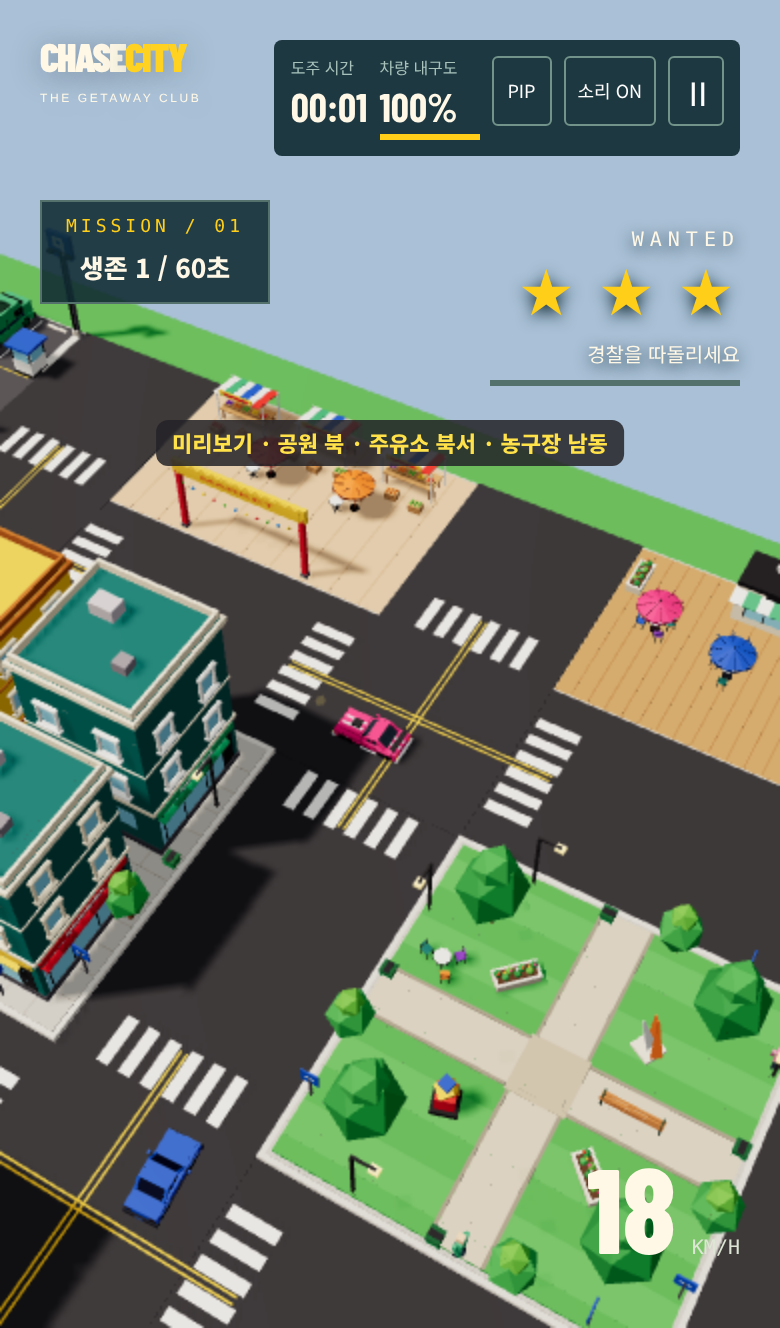 CHASECITY
THE GETAWAY CLUB
도주 시간
00:01
차량 내구도
100%
PIP
소리 ON
MISSION / 01
생존 1 / 60초
WANTED
경찰을 따돌리세요
미리보기 · 공원 북 · 주유소 북서 · 농구장 남동
18 KM/H